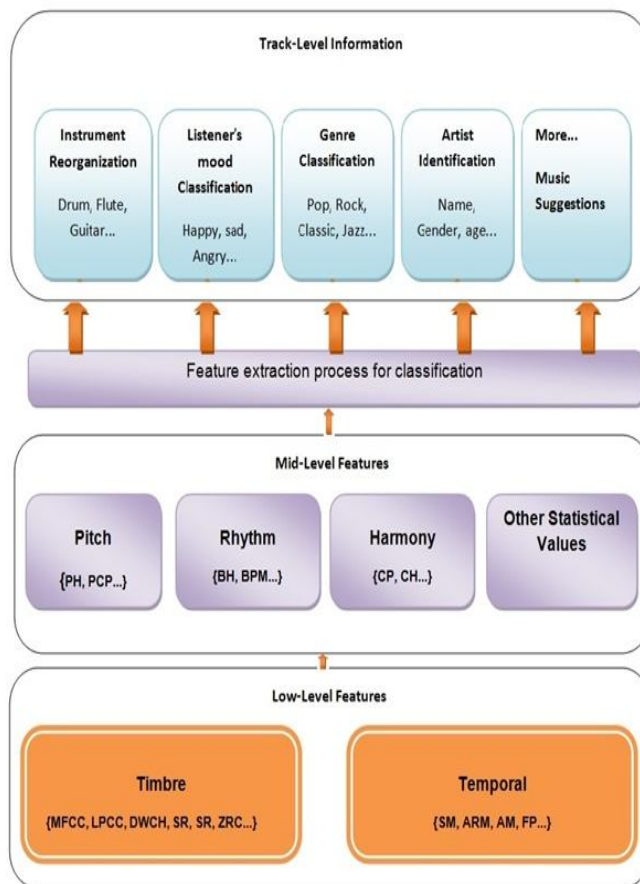 Track-Level Information
Instrument
Reorganization
Drum, Flute,
Guitar...
Listener's
mood
Classification
Happy, sad,
Angry...
Genre
Classification
Pop, Rock,
Classic, Jazz...
Artist
Identification
Name,
Gender, age...
More...
Music
Suggestions
Feature extraction process for classification
Mid-Level Features
Pitch
{PH, PCP...}
Rhythm
{BH, BPM...}
Harmony
{CP, CH...}
Other Statistical
Values
Low-Level Features
Timbre
{MFCC, LPCC, DWCH, SR, SR, ZRC...}
Temporal
{SM, ARM, AM, FP...}